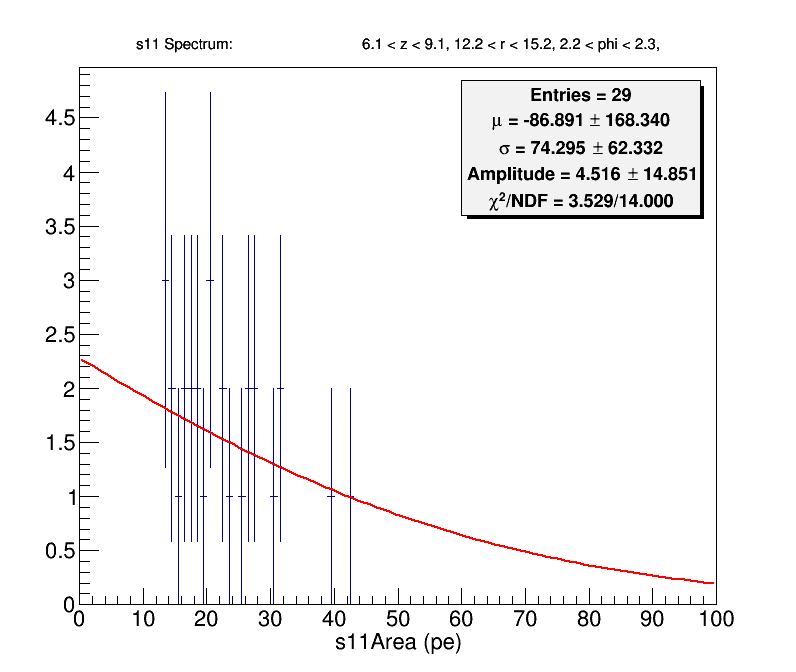 s11 Spectrum: 6.1 < z < 9.1, 12.2 < r < 15.2, 2.2 < phi < 2.3,
Entries = 29
μ = -86.891 ± 168.340
σ = 74.295 ± 62.332
Amplitude = 4.516 ± 14.851
χ²/NDF = 3.529/14.000
4.5
4
3.5
3
2.5
2
1.5
1
0.5
0
0 10 20 30 40 50 60 70 80 90 100
s11Area (pe)